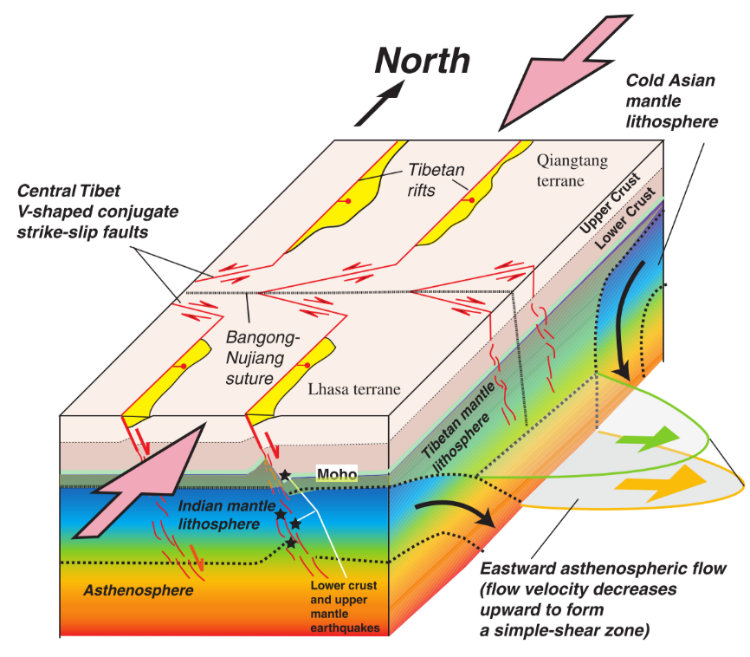 North
Cold Asian
mantle
lithosphere
Tibetan
rifts
Qiangtang
terrane
Upper Crust
Lower Crust
Central Tibet
V-shaped conjugate
strike-slip faults
Bangong-
Nujiang
suture
Lhasa terrane
Tibetan mantle
lithosphere
Moho
Indian mantle
lithosphere
Asthenosphere
Lower crust
and upper
mantle
earthquakes
Eastward asthenospheric flow
(flow velocity decreases
upward to form
a simple-shear zone)